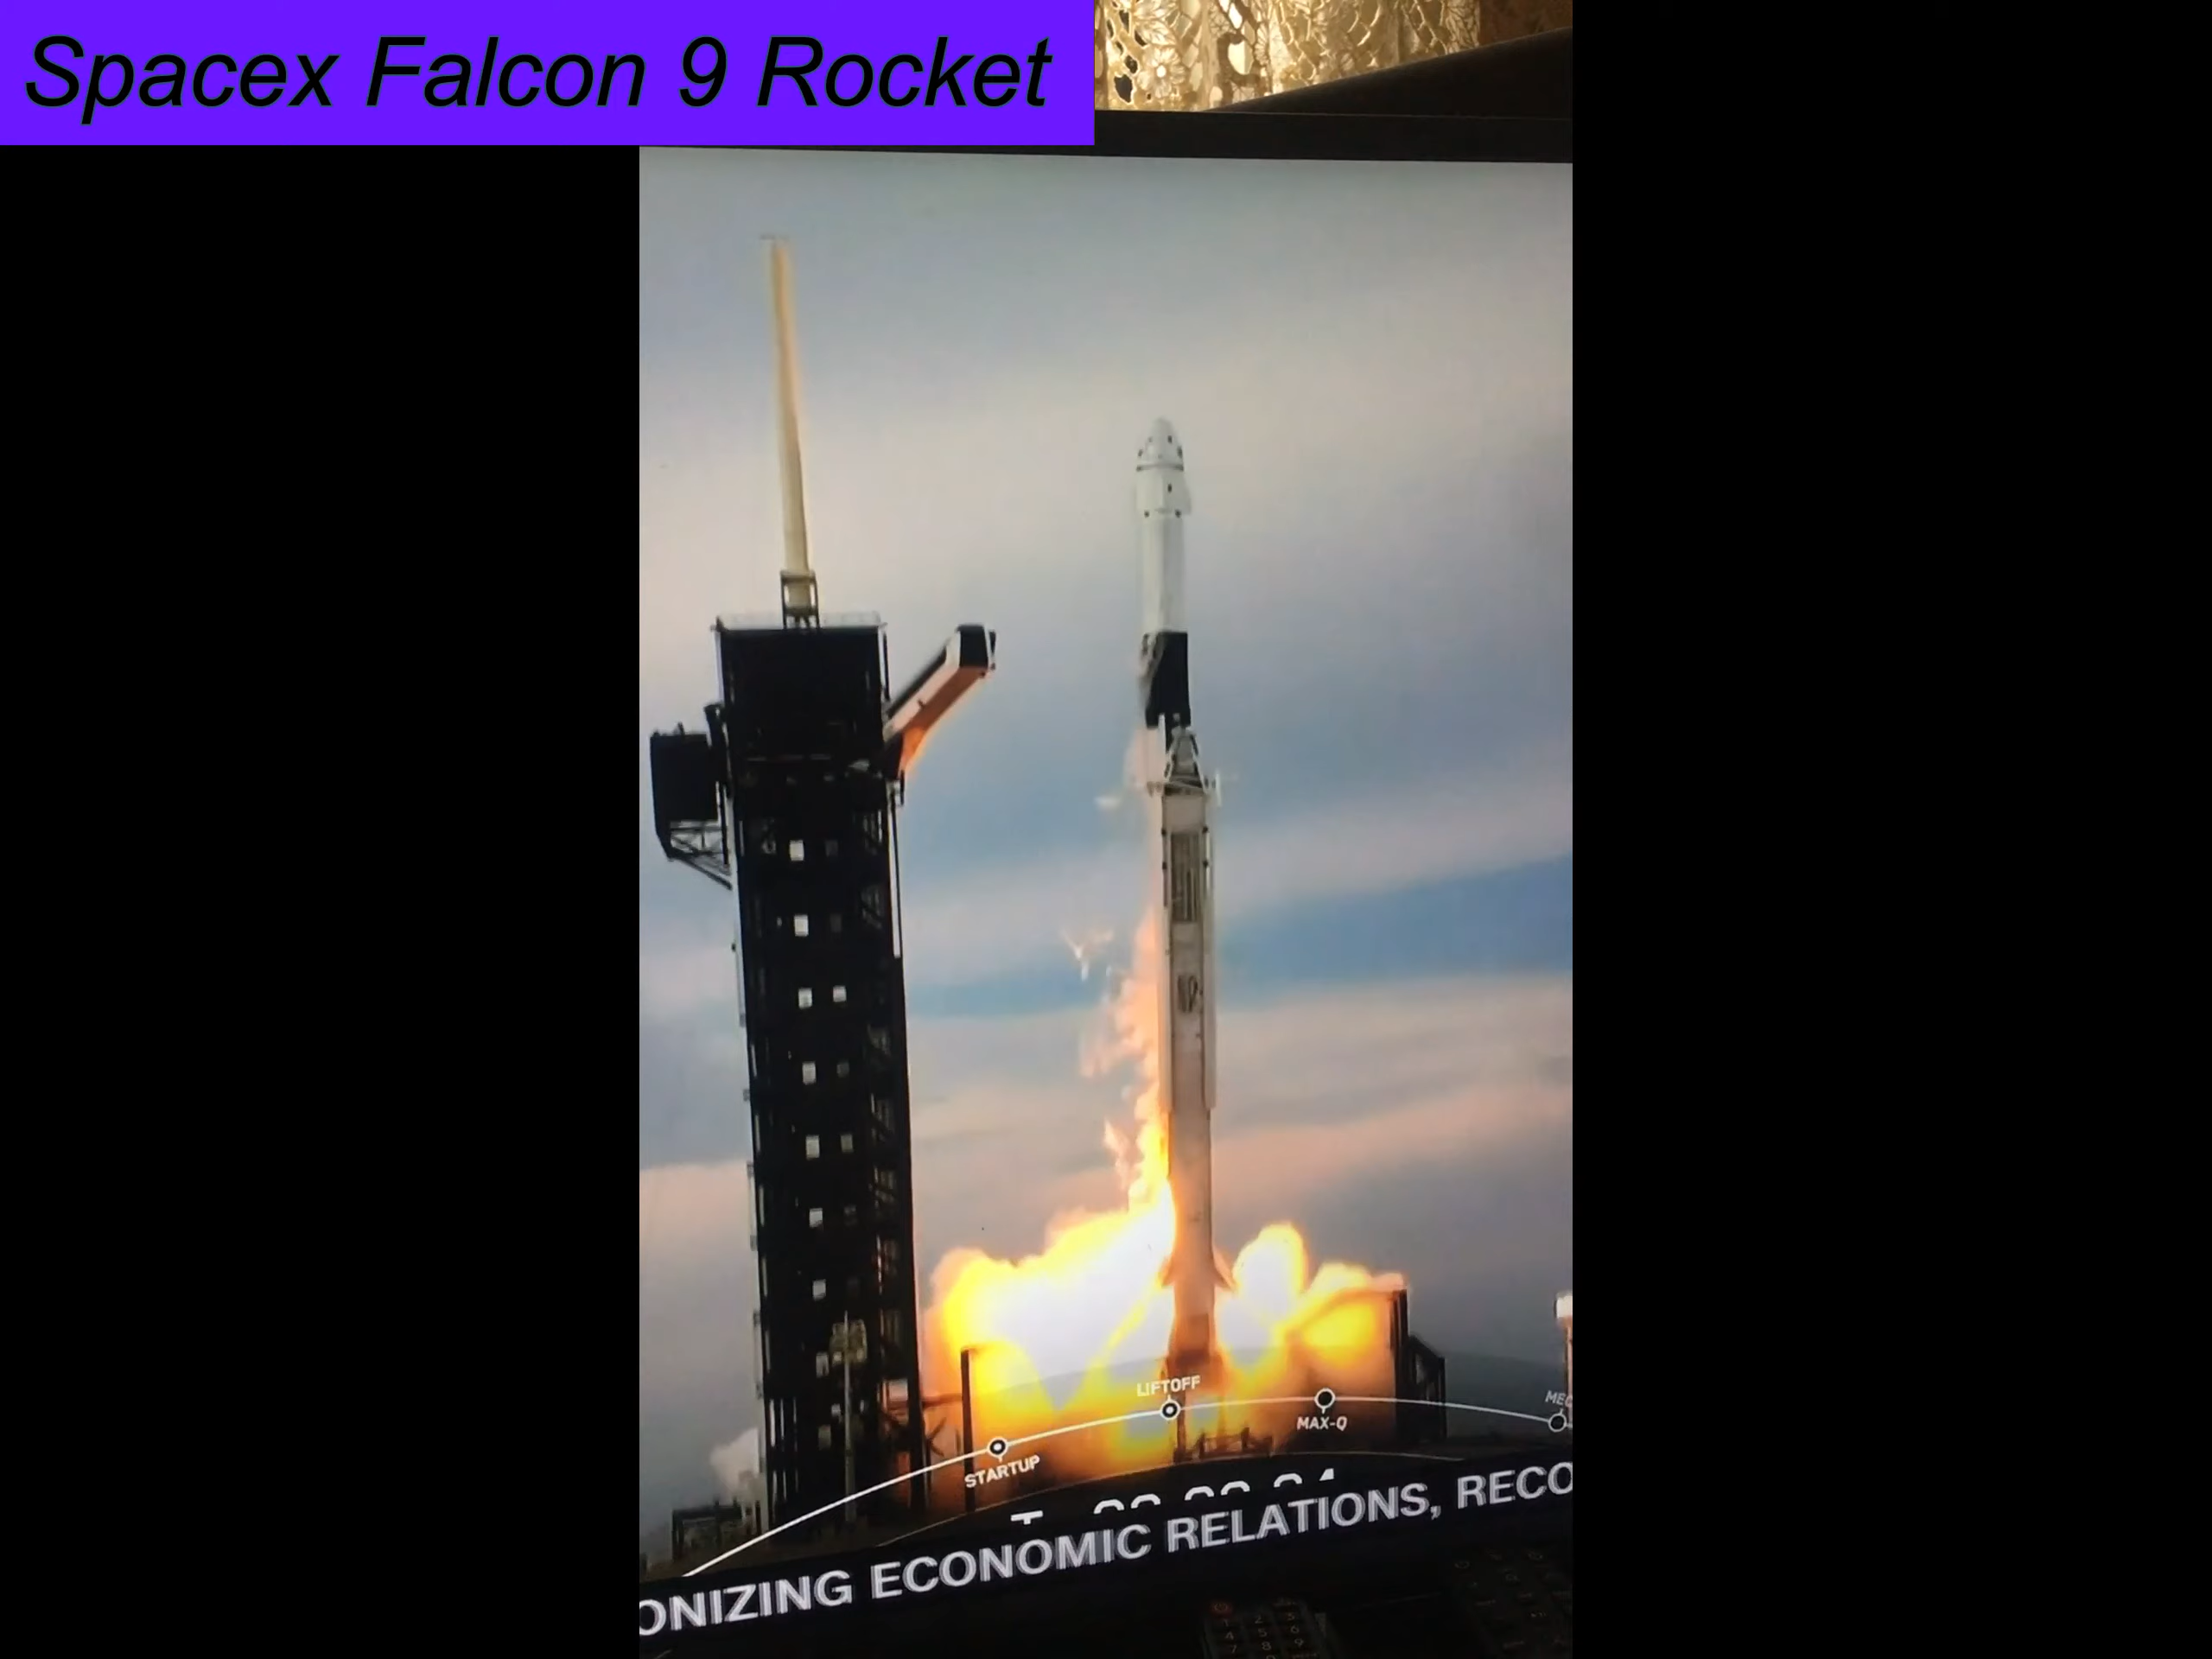 Spacex Falcon 9 Rocket
LIFTOFF
MAX-Q
STARTUP
ONIZING ECONOMIC RELATIONS, RECO